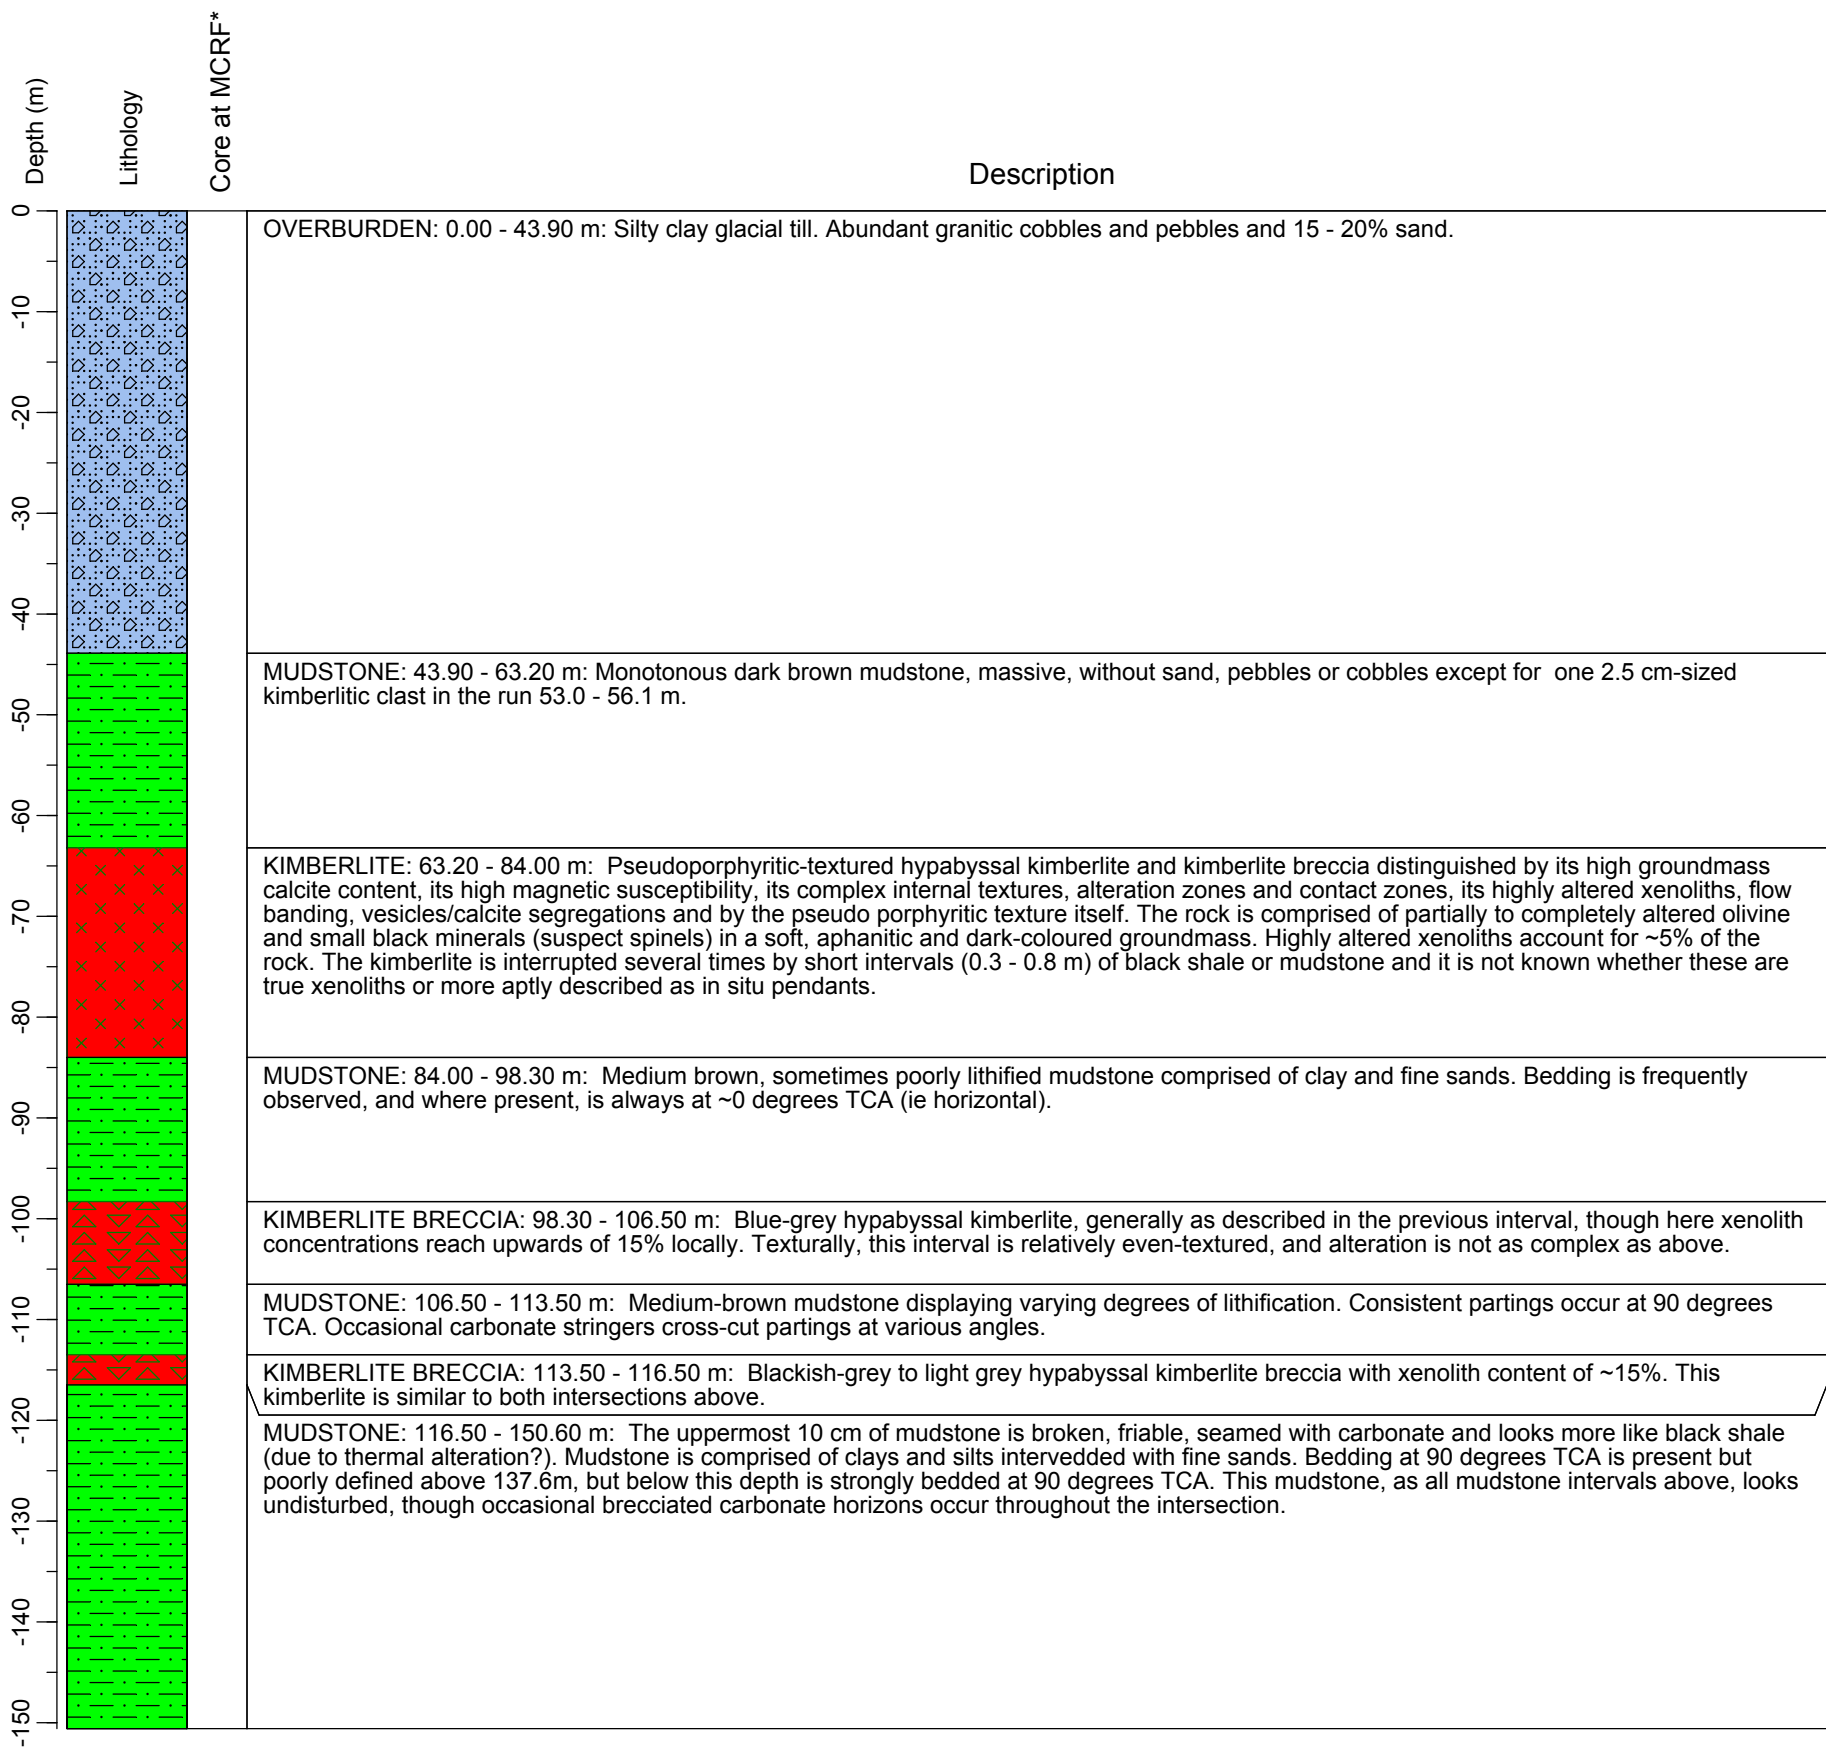 Depth (m)
Lithology
Core at MCRF*
Description
0
OVERBURDEN: 0.00 - 43.90 m: Silty clay glacial till. Abundant granitic cobbles and pebbles and 15 - 20% sand.
-10
-20
-30
-40
MUDSTONE: 43.90 - 63.20 m: Monotonous dark brown mudstone, massive, without sand, pebbles or cobbles except for  one 2.5 cm-sized
kimberlitic clast in the run 53.0 - 56.1 m.
-50
-60
KIMBERLITE: 63.20 - 84.00 m:  Pseudoporphyritic-textured hypabyssal kimberlite and kimberlite breccia distinguished by its high groundmass
calcite content, its high magnetic susceptibility, its complex internal textures, alteration zones and contact zones, its highly altered xenoliths, flow
banding, vesicles/calcite segregations and by the pseudo porphyritic texture itself. The rock is comprised of partially to completely altered olivine
and small black minerals (suspect spinels) in a soft, aphanitic and dark-coloured groundmass. Highly altered xenoliths account for ~5% of the
rock. The kimberlite is interrupted several times by short intervals (0.3 - 0.8 m) of black shale or mudstone and it is not known whether these are
true xenoliths or more aptly described as in situ pendants.
-70
-80
MUDSTONE: 84.00 - 98.30 m:  Medium brown, sometimes poorly lithified mudstone comprised of clay and fine sands. Bedding is frequently
observed, and where present, is always at ~0 degrees TCA (ie horizontal).
-90
-100
KIMBERLITE BRECCIA: 98.30 - 106.50 m:  Blue-grey hypabyssal kimberlite, generally as described in the previous interval, though here xenolith
concentrations reach upwards of 15% locally. Texturally, this interval is relatively even-textured, and alteration is not as complex as above.
-110
MUDSTONE: 106.50 - 113.50 m:  Medium-brown mudstone displaying varying degrees of lithification. Consistent partings occur at 90 degrees
TCA. Occasional carbonate stringers cross-cut partings at various angles.
KIMBERLITE BRECCIA: 113.50 - 116.50 m:  Blackish-grey to light grey hypabyssal kimberlite breccia with xenolith content of ~15%. This
kimberlite is similar to both intersections above.
-120
MUDSTONE: 116.50 - 150.60 m:  The uppermost 10 cm of mudstone is broken, friable, seamed with carbonate and looks more like black shale
(due to thermal alteration?). Mudstone is comprised of clays and silts intervedded with fine sands. Bedding at 90 degrees TCA is present but
poorly defined above 137.6m, but below this depth is strongly bedded at 90 degrees TCA. This mudstone, as all mudstone intervals above, looks
undisturbed, though occasional brecciated carbonate horizons occur throughout the intersection.
-130
-140
-150